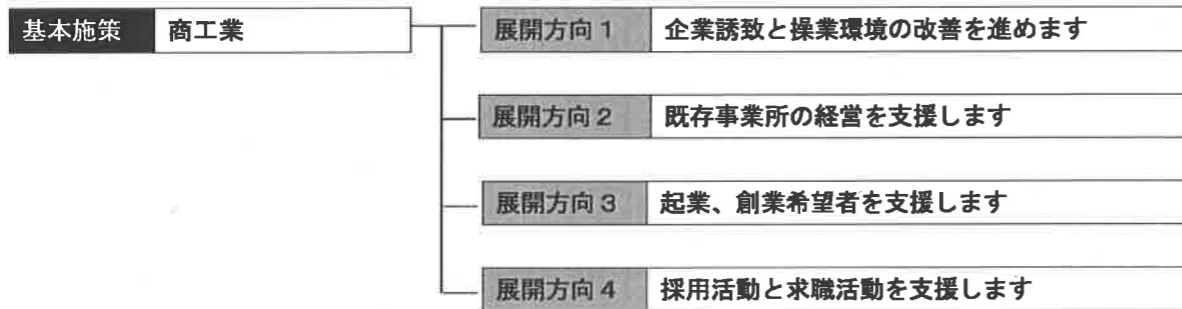 基本施策 商工業
展開方向1 企業誘致と操業環境の改善を進めます
展開方向2 既存事業所の経営を支援します
展開方向3 起業、創業希望者を支援します
展開方向4 採用活動と求職活動を支援します